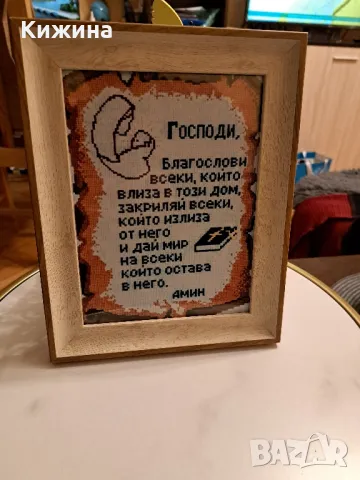 Кижина
Господи,
Благослови
всеки, който
влиза в този дом,
закриляй всеки,
който излиза
от него
и дай мир
на всеки
който остава
в него.
Амин
BAZAR
bg